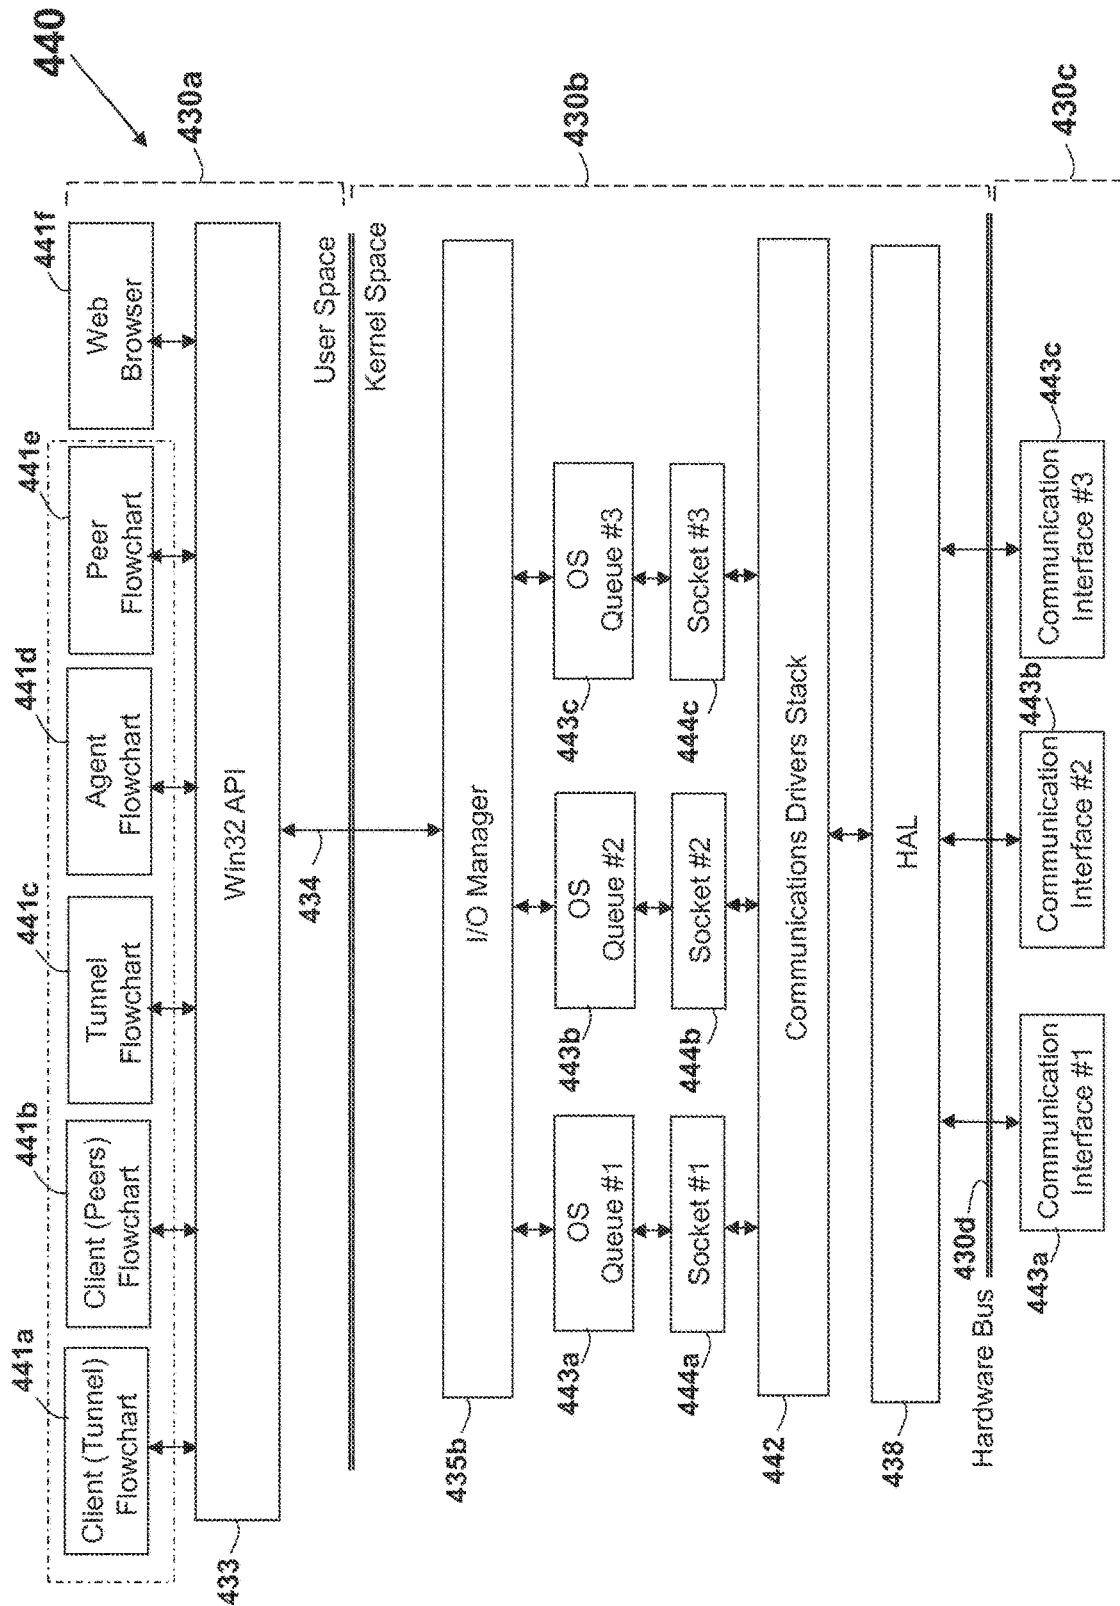 440
441a
441b
441c
441d
441e
441f
Client (Tunnel)
Flowchart
Client (Peers)
Flowchart
Tunnel
Flowchart
Agent
Flowchart
Peer
Flowchart
Web
Browser
430a
433
Win32 API
434
User Space
Kernel Space
430b
435b
I/O Manager
OS
Queue #1
OS
Queue #2
OS
Queue #3
443a
443b
443c
Socket #1
Socket #2
Socket #3
444a
444b
444c
442
Communications Drivers Stack
438
HAL
Hardware Bus
430d
430c
Communication
Interface #1
Communication
Interface #2
Communication
Interface #3
443a
443b
443c